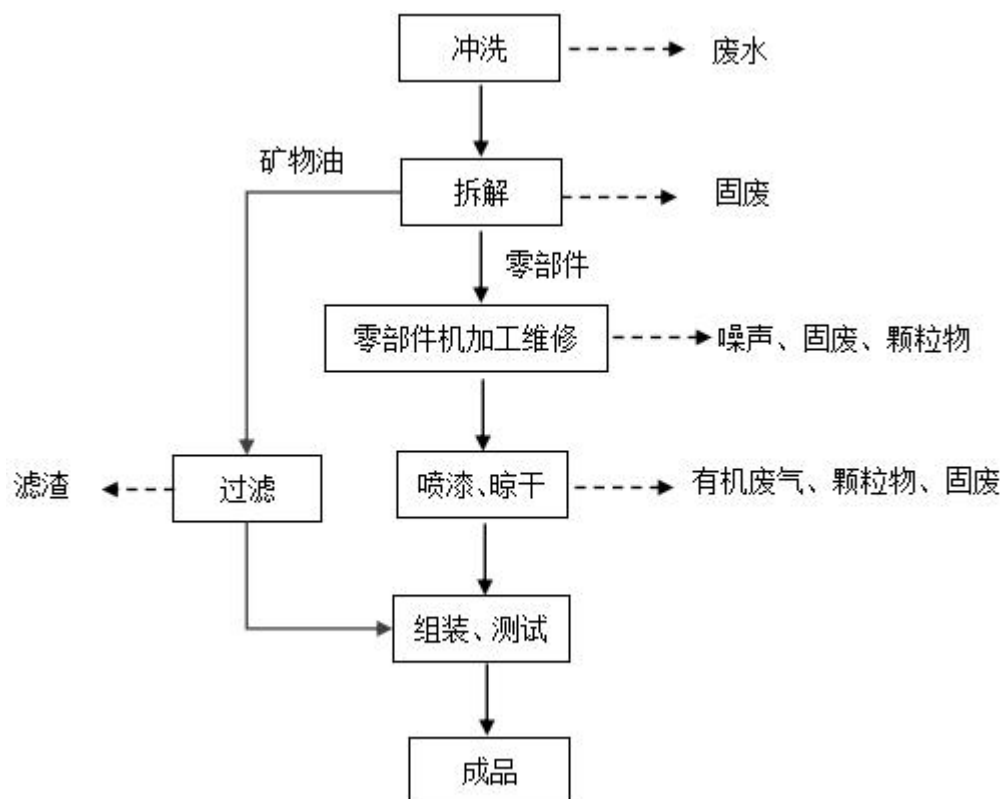 冲洗
废水
矿物油
拆解
固废
零部件
零部件机加工维修
噪声、固废、颗粒物
滤渣
过滤
喷漆、晾干
有机废气、颗粒物、固废
组装、测试
成品